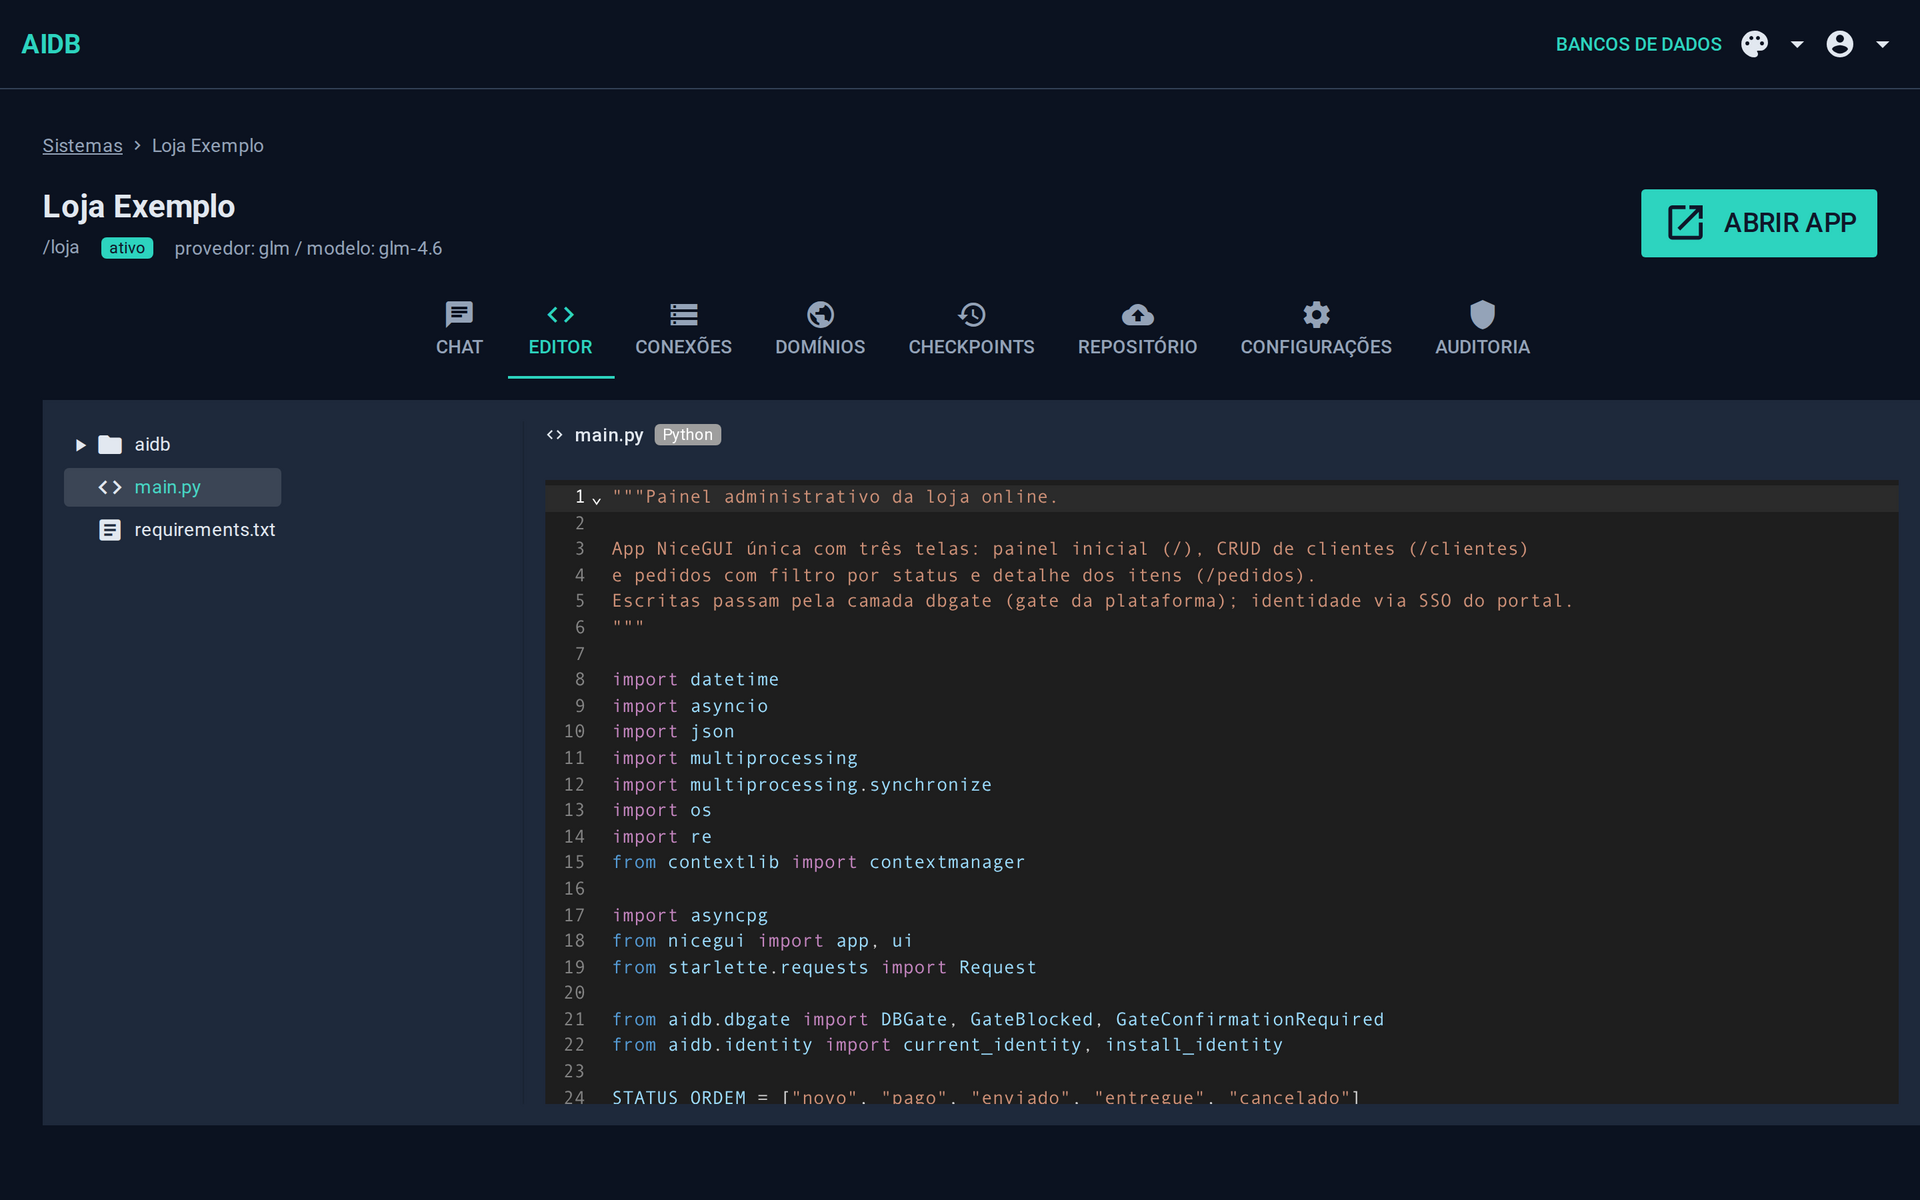 AIDB
BANCOS DE DADOS
Sistemas › Loja Exemplo
Loja Exemplo
/loja ativo provedor: glm / modelo: glm-4.6
ABRIR APP
CHAT EDITOR CONEXÕES DOMÍNIOS CHECKPOINTS REPOSITÓRIO CONFIGURAÇÕES AUDITORIA
aidb
main.py
requirements.txt
main.py Python
1 """Painel administrativo da loja online.
2
3 App NiceGUI única com três telas: painel inicial (/), CRUD de clientes (/clientes)
4 e pedidos com filtro por status e detalhe dos itens (/pedidos).
5 Escritas passam pela camada dbgate (gate da plataforma); identidade via SSO do portal.
6 """
7
8 import datetime
9 import asyncio
10 import json
11 import multiprocessing
12 import multiprocessing.synchronize
13 import os
14 import re
15 from contextlib import contextmanager
16
17 import asyncpg
18 from nicegui import app, ui
19 from starlette.requests import Request
20
21 from aidb.dbgate import DBGate, GateBlocked, GateConfirmationRequired
22 from aidb.identity import current_identity, install_identity
23
24 STATUS_ORDEM = ["novo", "pago", "enviado", "entregue", "cancelado"]